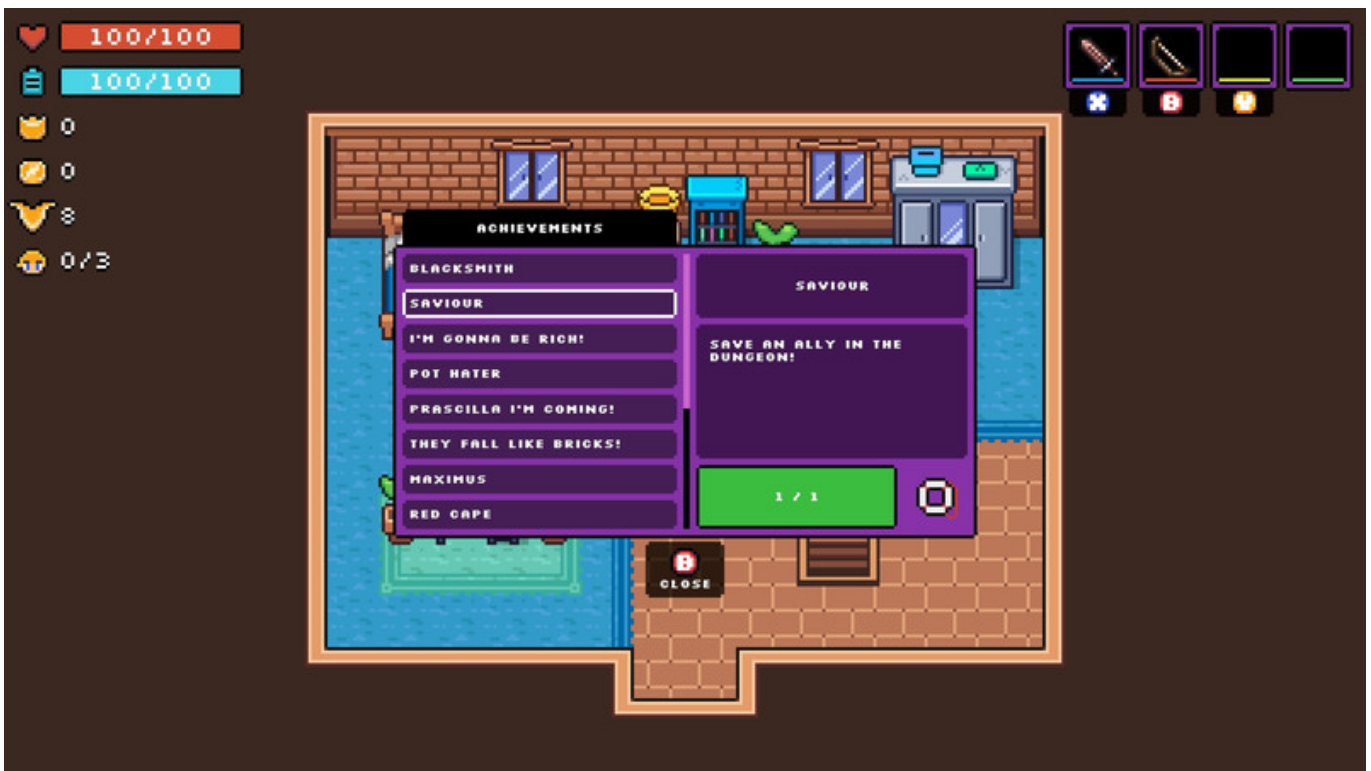 100/100
100/100
0
0
8
0/3
X
B
Y
ACHIEVEMENTS
BLACKSMITH
SAVIOUR
I'M GONNA BE RICH!
POT HATER
PRASCILLA I'M COMING!
THEY FALL LIKE BRICKS!
MAXIMUS
RED CAPE
SAVIOUR
SAVE AN ALLY IN THE
DUNGEON!
1 / 1
B
CLOSE